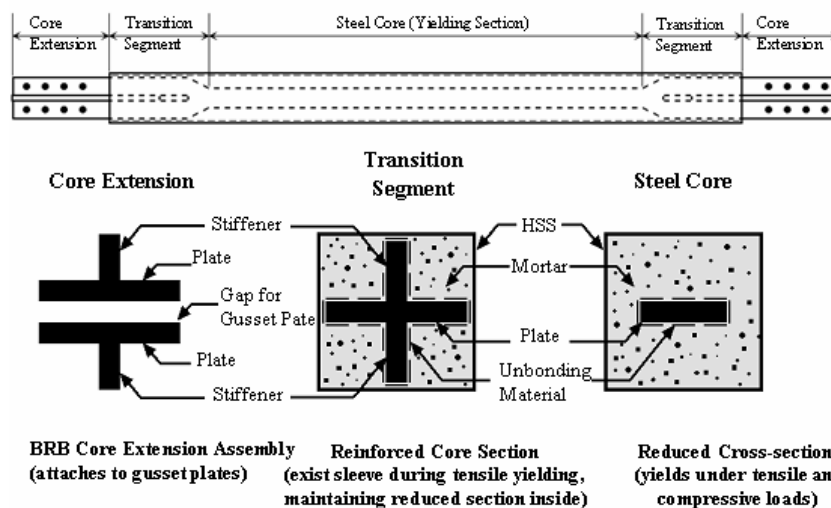 Core Extension
Transition Segment
Steel Core (Yielding Section)
Transition Segment
Core Extension
Core Extension
Transition Segment
Steel Core
Stiffener
Plate
Gap for Gusset Pate
Plate
Stiffener
HSS
Mortar
Plate
Unbonding Material
BRB Core Extension Assembly
(attaches to gusset plates)
Reinforced Core Section
(exist sleeve during tensile yielding,
maintaining reduced section inside)
Reduced Cross-section
(yields under tensile an
compressive loads)